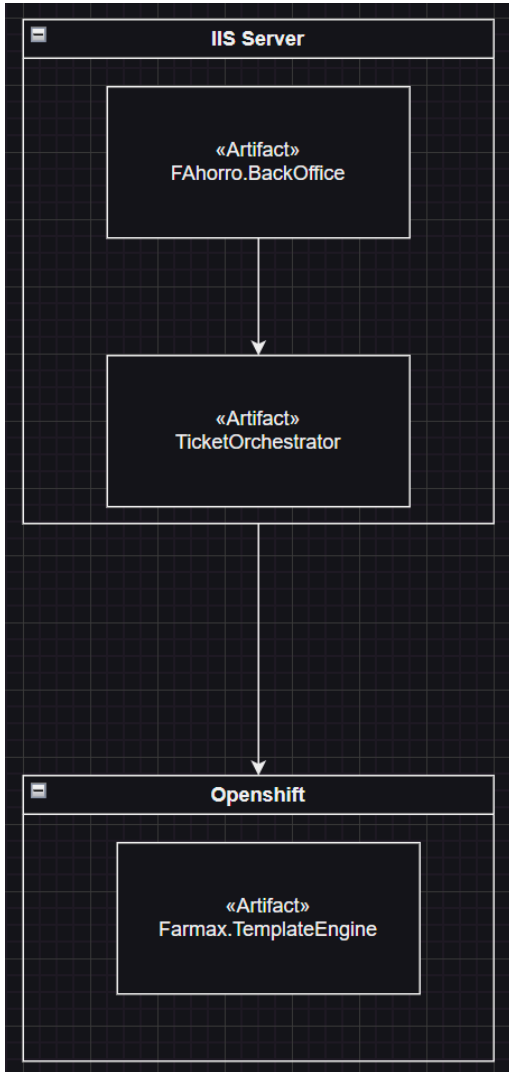 IIS Server
«Artifact»
FAhorro.BackOffice
«Artifact»
TicketOrchestrator
Openshift
«Artifact»
Farmax.TemplateEngine